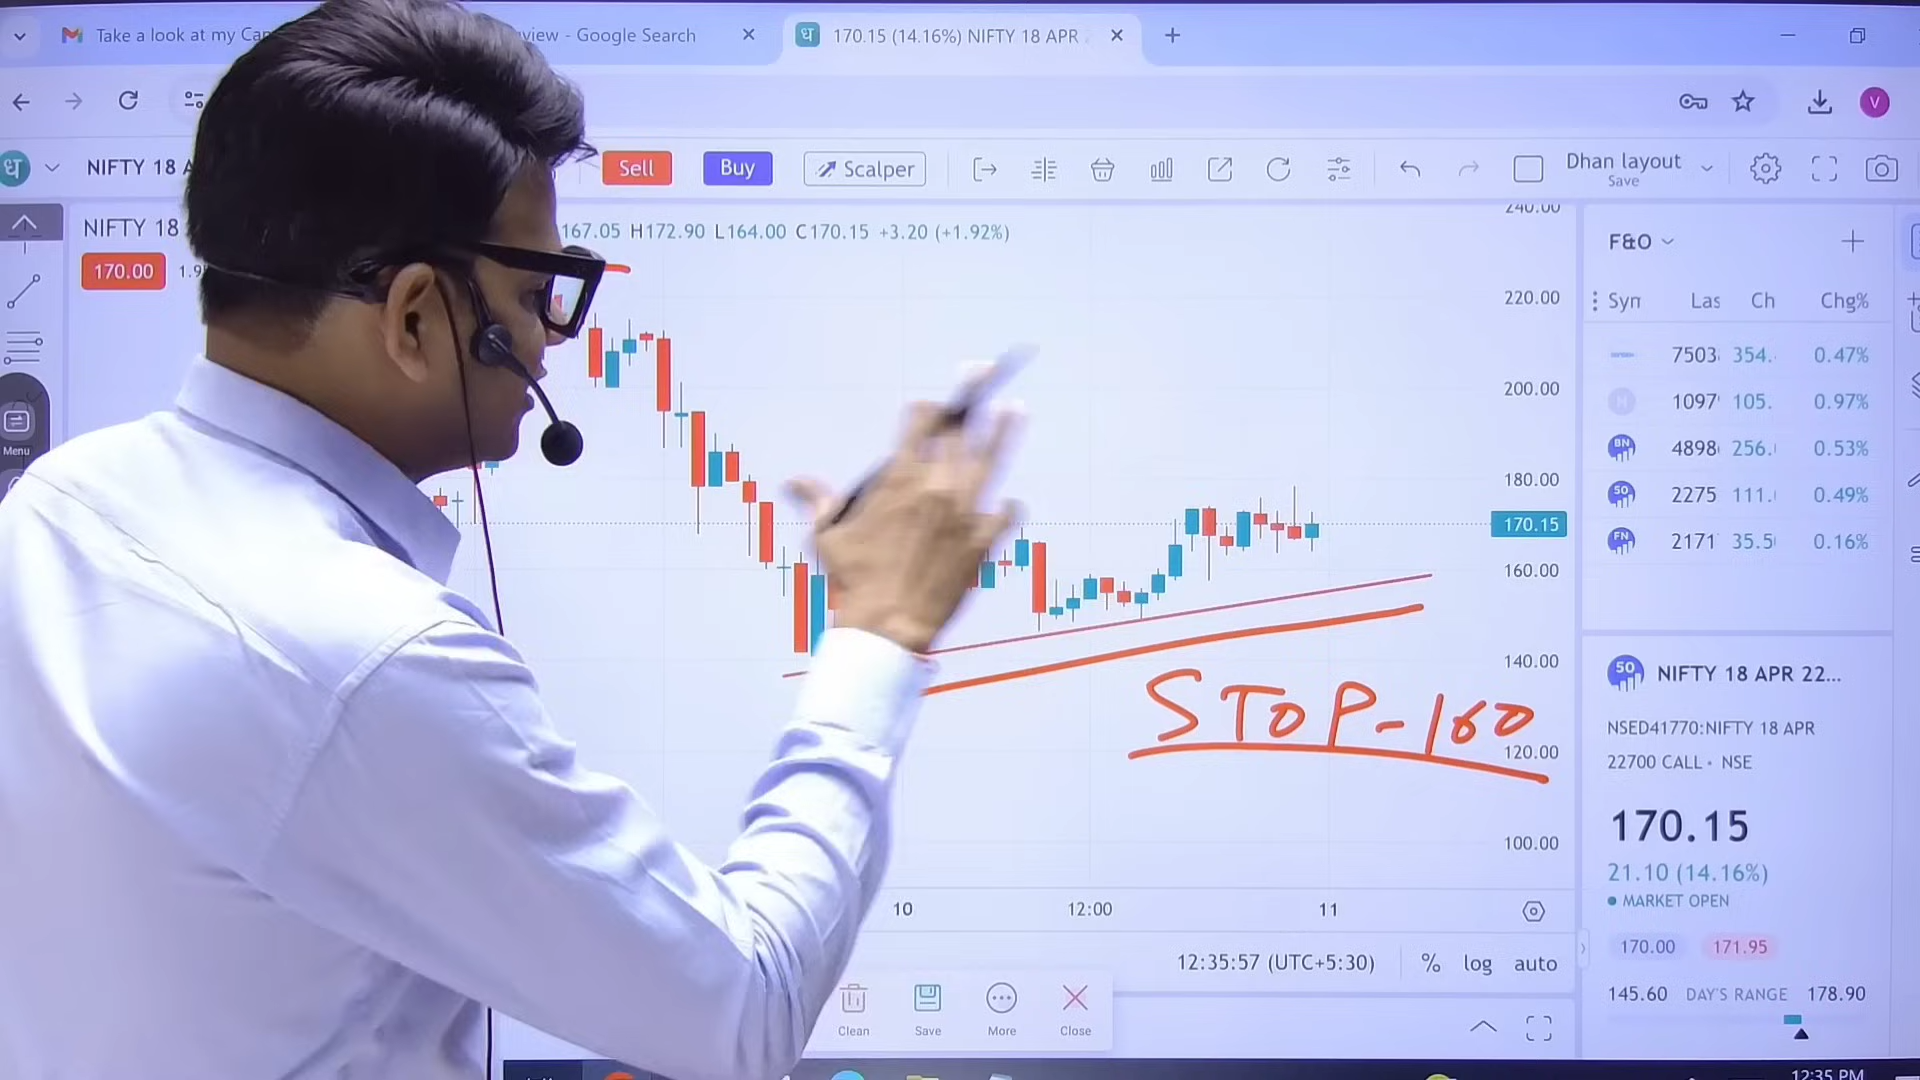 Take a look at my Ca
view - Google Search
170.15 (14.16%) NIFTY 18 APR
V
ध
NIFTY 18 A
Sell
Buy
Scalper
Dhan layout
Save
NIFTY 18
167.05 H172.90 L164.00 C170.15 +3.20 (+1.92%)
170.00
1.9
Menu
240.00
220.00
200.00
180.00
170.15
160.00
140.00
120.00
100.00
STOP-160
10
12:00
11
12:35:57 (UTC+5:30)
%
log
auto
Clean
Save
More
Close
F&O
Sym
Las
Ch
Chg%
7503
354.
0.47%
H
1097
105.
0.97%
BN
4898
256.
0.53%
50
2275
111.
0.49%
FN
2171
35.5
0.16%
50
NIFTY 18 APR 22...
NSED41770:NIFTY 18 APR
22700 CALL · NSE
170.15
21.10 (14.16%)
MARKET OPEN
170.00
171.95
145.60
DAY'S RANGE
178.90
12:35 PM